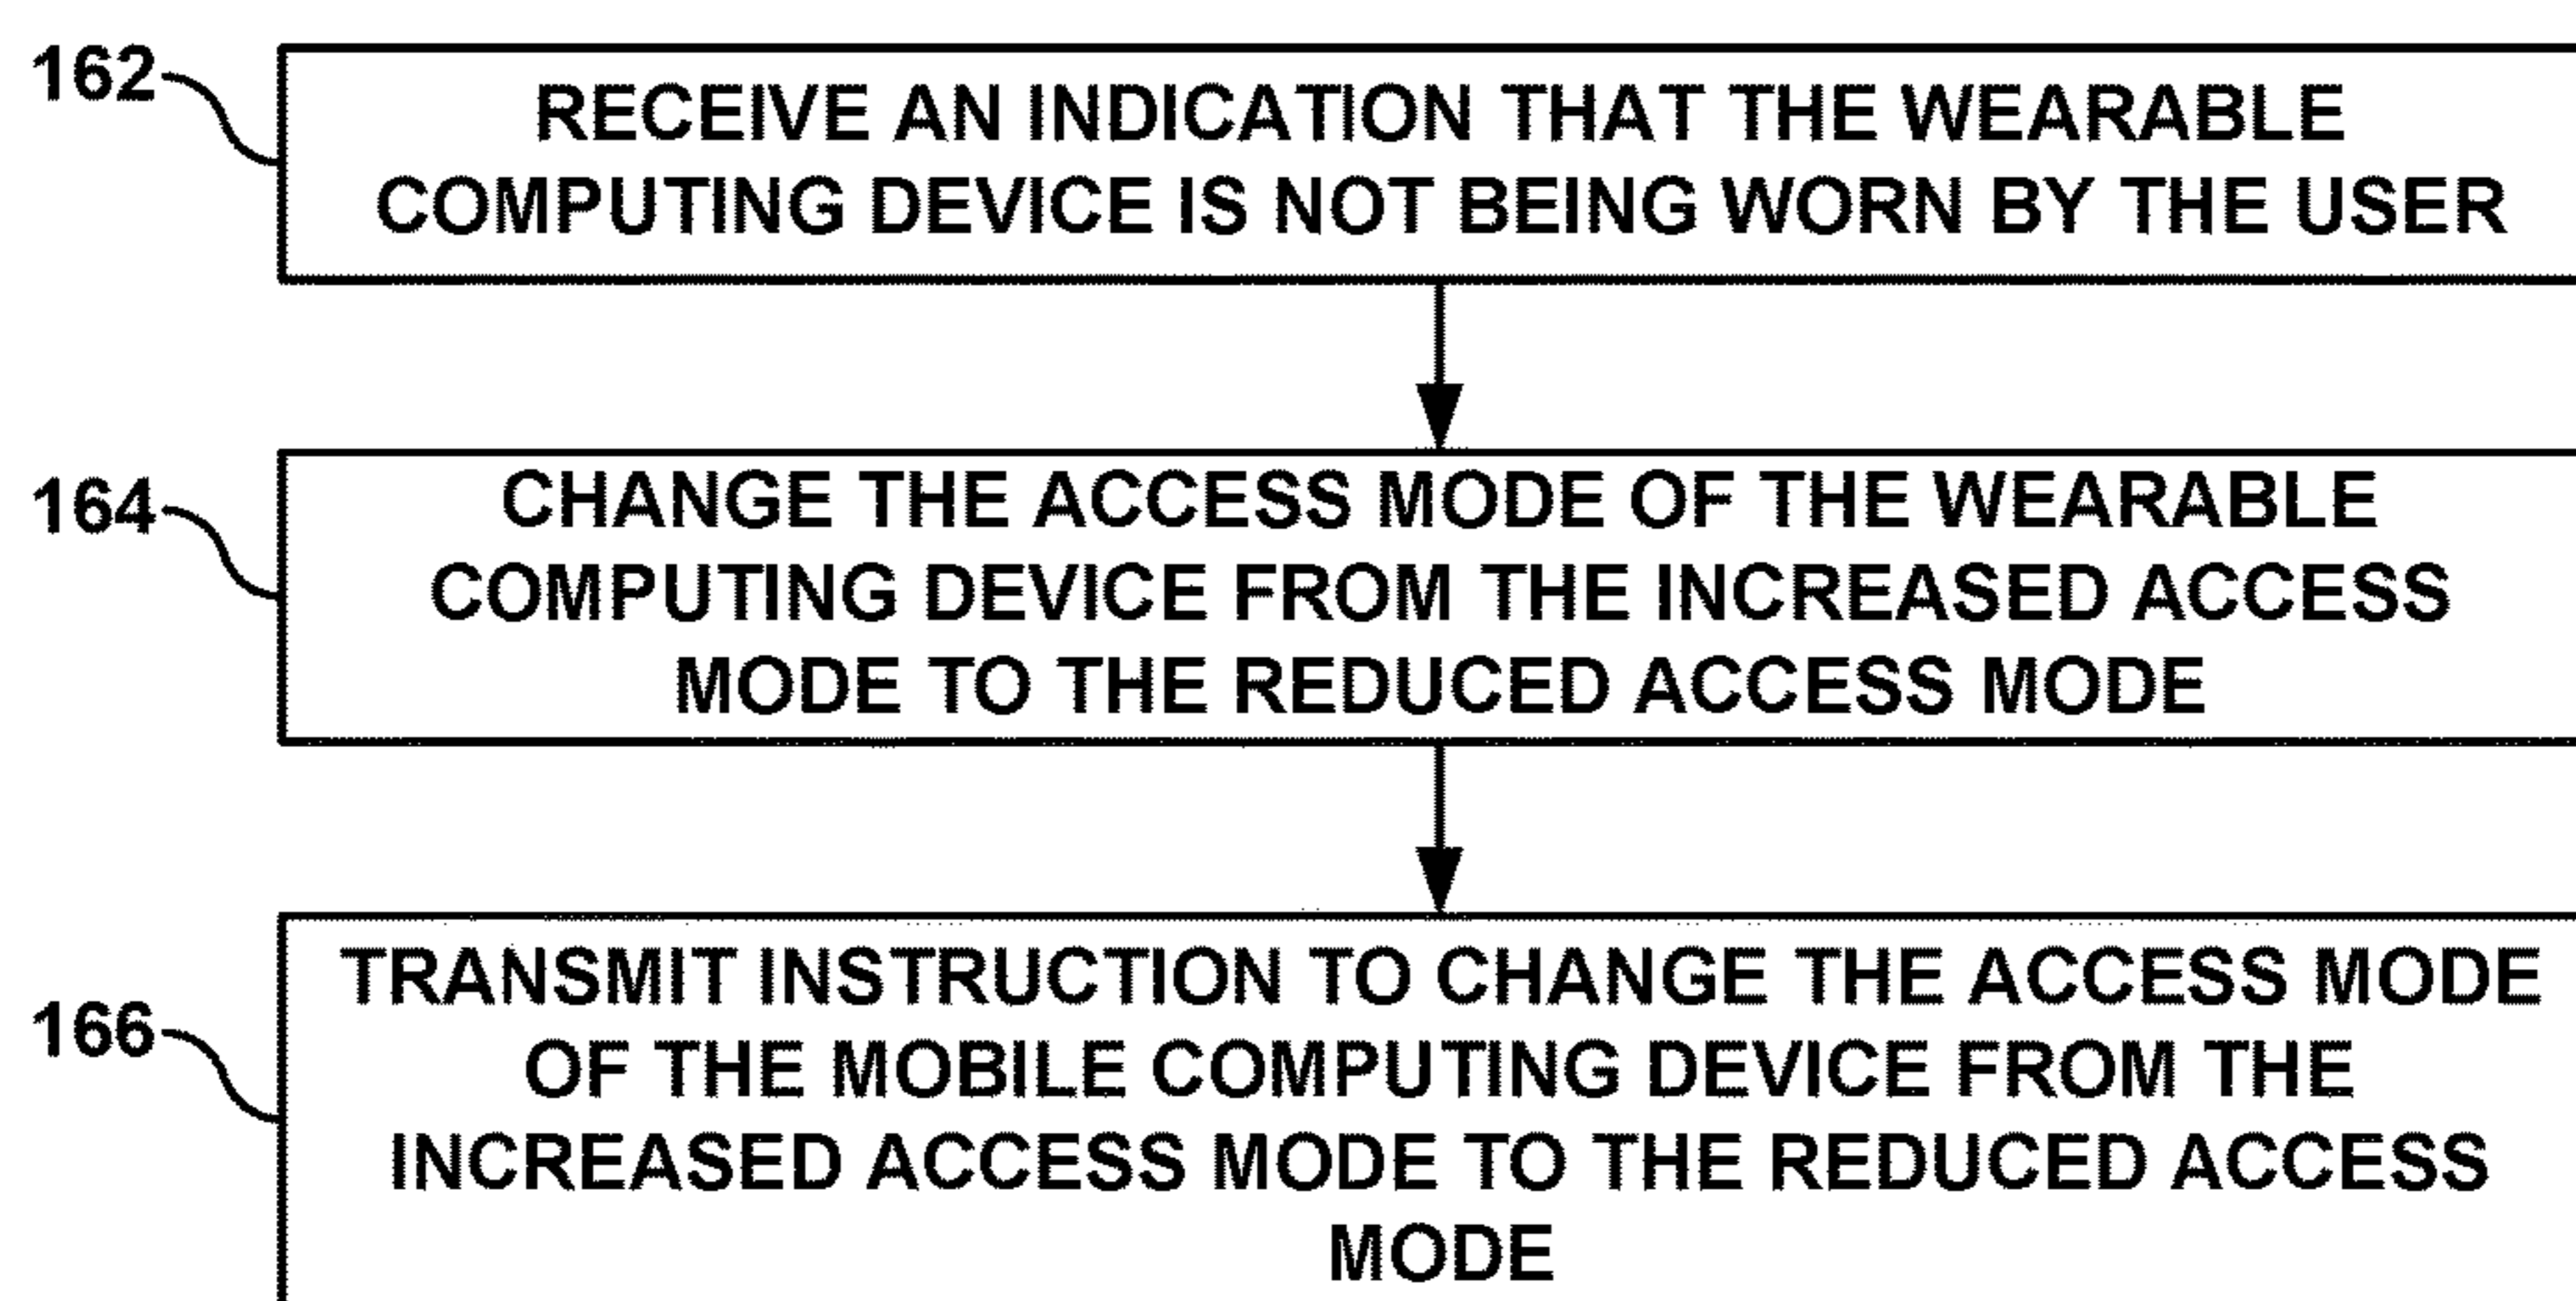 162
RECEIVE AN INDICATION THAT THE WEARABLE
COMPUTING DEVICE IS NOT BEING WORN BY THE USER
164
CHANGE THE ACCESS MODE OF THE WEARABLE
COMPUTING DEVICE FROM THE INCREASED ACCESS
MODE TO THE REDUCED ACCESS MODE
166
TRANSMIT INSTRUCTION TO CHANGE THE ACCESS MODE
OF THE MOBILE COMPUTING DEVICE FROM THE
INCREASED ACCESS MODE TO THE REDUCED ACCESS
MODE